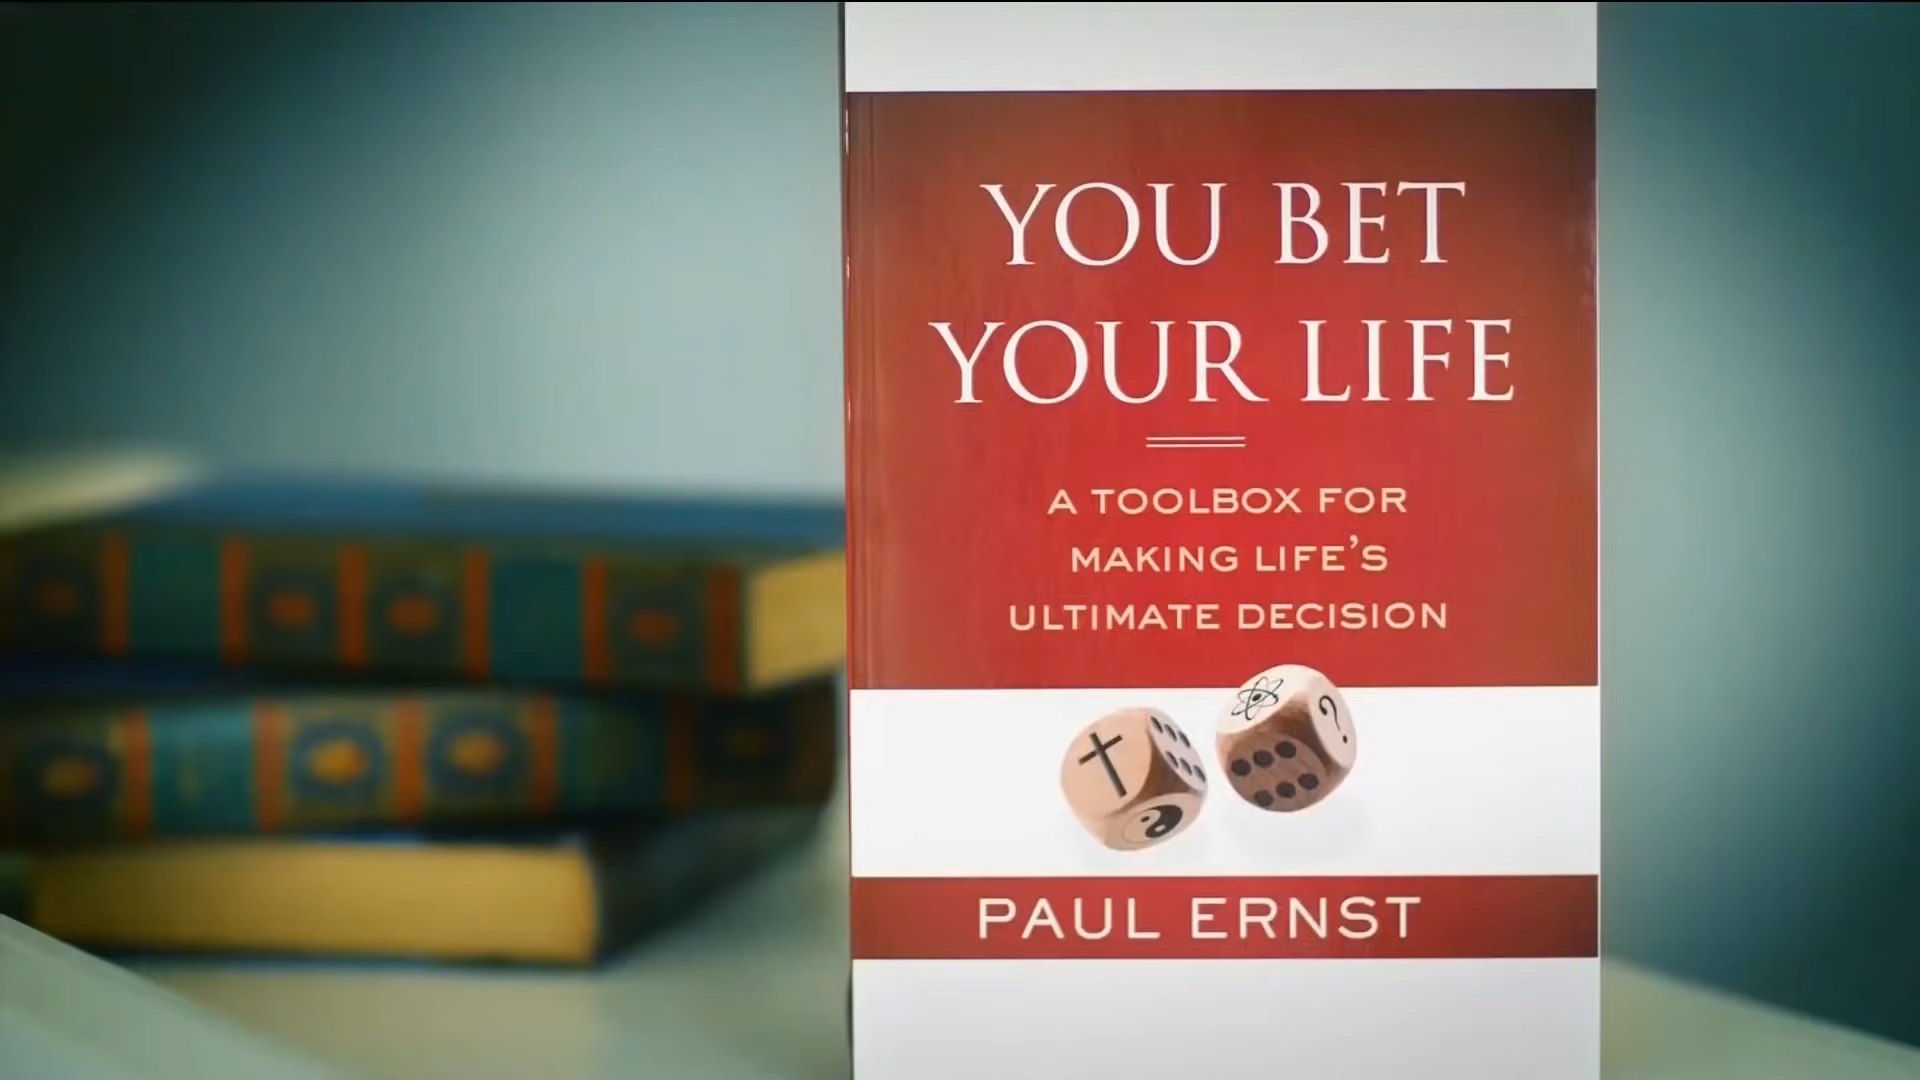 YOU BET
YOUR LIFE
A TOOLBOX FOR
MAKING LIFE'S
ULTIMATE DECISION
?
PAUL ERNST